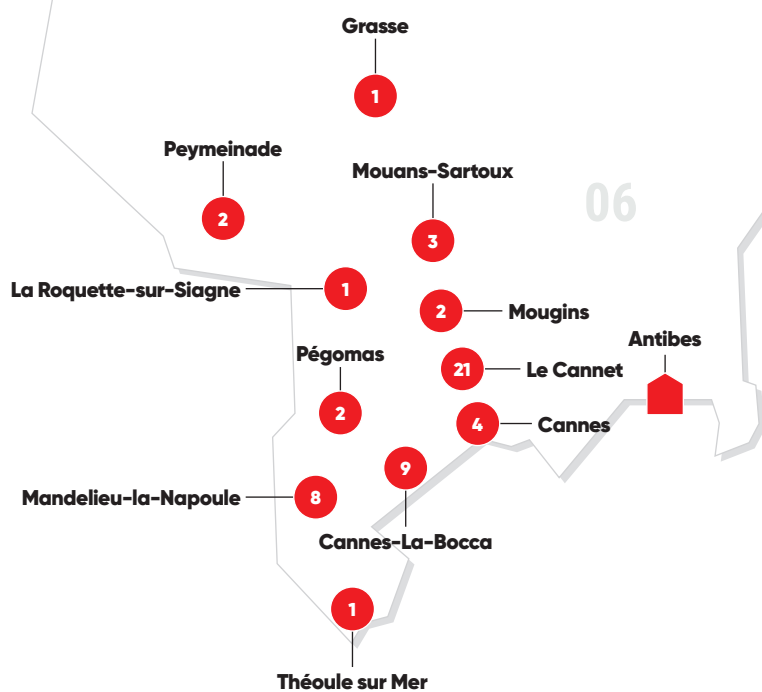 Grasse
1
Peymeinade
2
Mouans-Sartoux
3
06
La Roquette-sur-Siagne
1
2
Mougins
Antibes
Pégomas
2
21
Le Cannet
4
Cannes
9
Cannes-La-Bocca
Mandelieu-la-Napoule
8
1
Théoule sur Mer